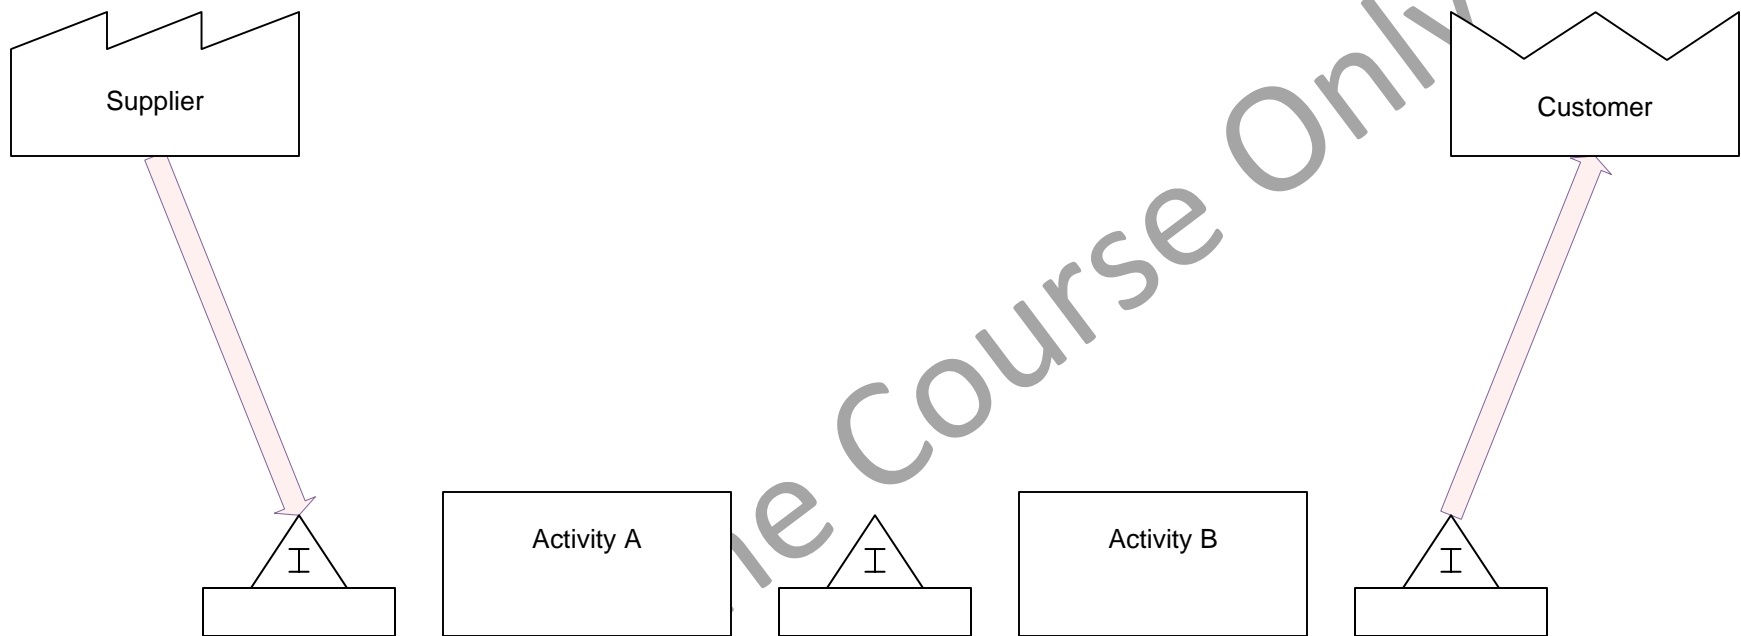 Supplier
Customer
Activity A
I
Activity B
I
I
Course Only